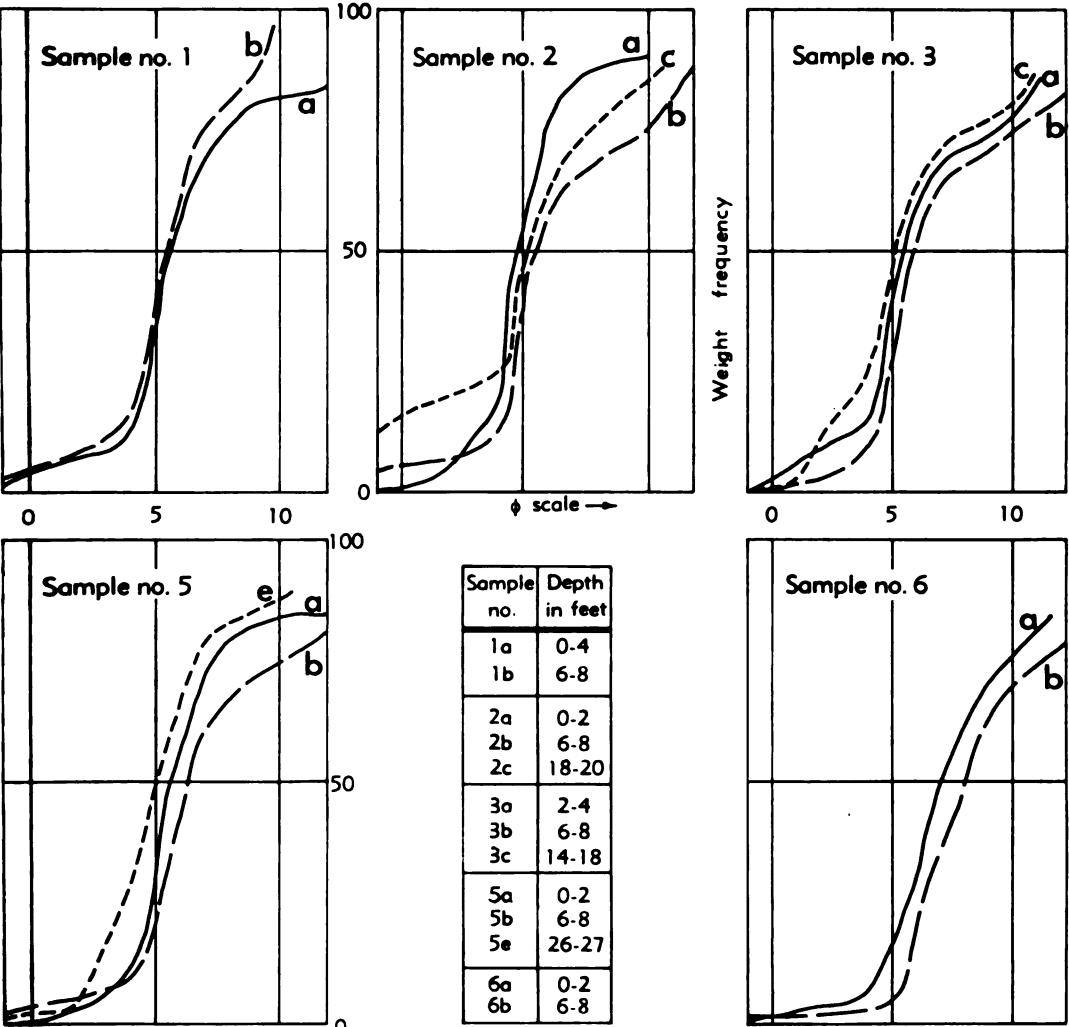 100
Sample no. 1
b
a
Sample no. 2
a
c
b
Sample no. 3
c
a
b
50
Weight frequency
0
ϕ scale →
0 5 10
0 5 10
100
Sample no. 5
e
a
b
50
0
0 5 10
Sample no. Depth in feet
1a 0-4
1b 6-8
2a 0-2
2b 6-8
2c 18-20
3a 2-4
3b 6-8
3c 14-18
5a 0-2
5b 6-8
5e 26-27
6a 0-2
6b 6-8
Sample no. 6
a
b